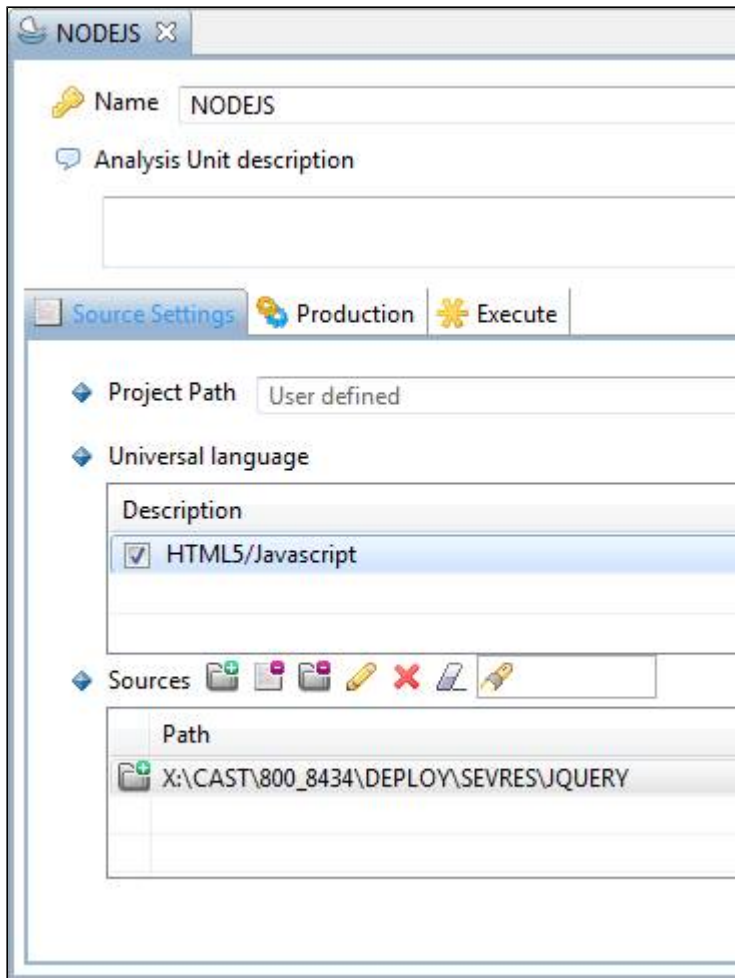 NODEJS
Name NODEJS
Analysis Unit description
Source Settings Production Execute
Project Path User defined
Universal language
Description
HTML5/Javascript
Sources
Path
X:\CAST\800_8434\DEPLOY\SEVRES\JQUERY